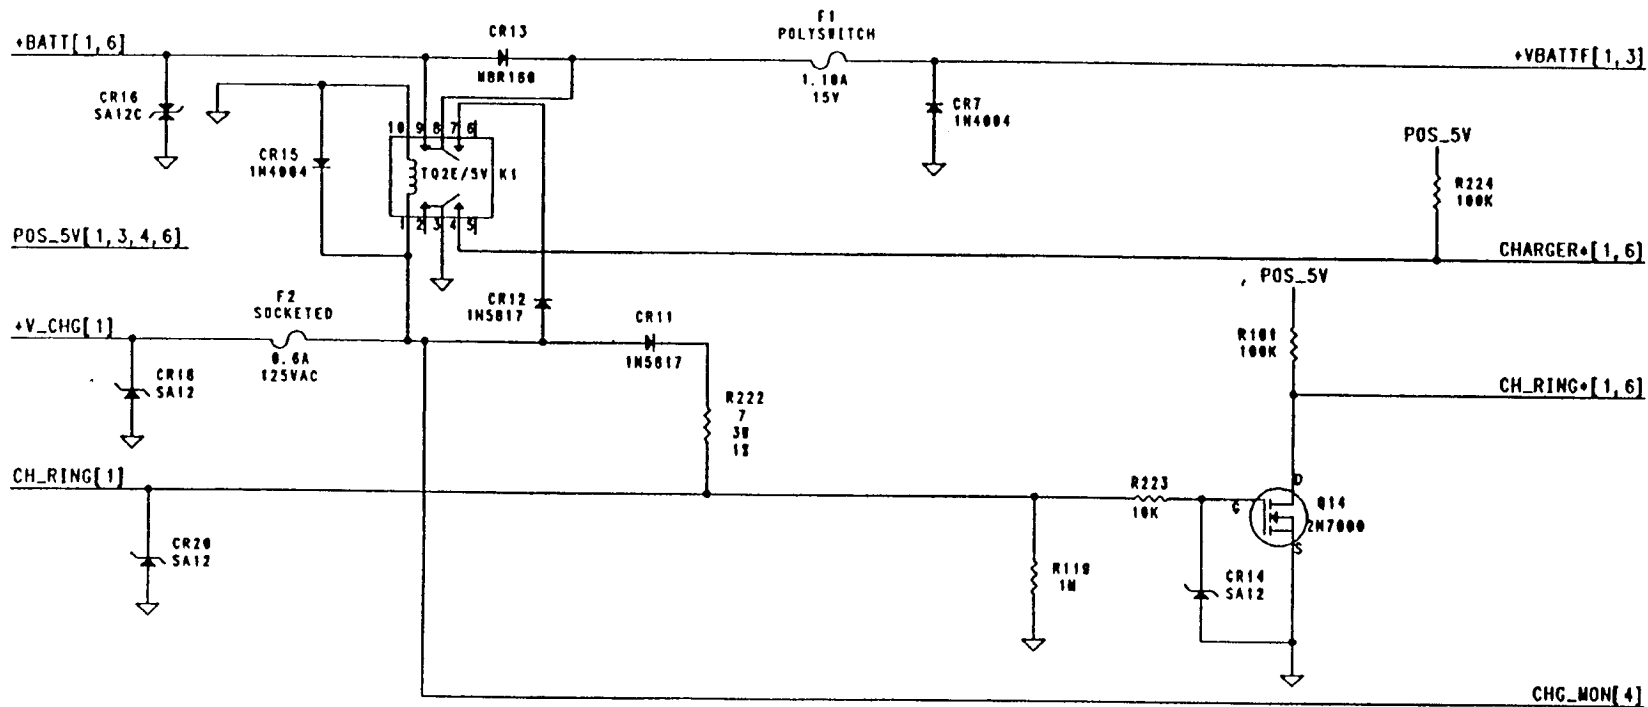 F1
POLYSWITCH
+BATT[1,6]
CR13
MBR160
1.10A
15V
+VBATTF[1,3]
CR16
SA12C
CR7
1N4004
10 9 8 7 6
POS_5V
CR15
1N4004
TQ2E/5V K1
R224
100K
1 2 3 4 5
POS_5V[1,3,4,6]
CHARGER*[1,6]
POS_5V
F2
SOCKETED
CR12
1N5817
CR11
1N5817
+V_CHG[1]
0.6A
125VAC
R101
100K
CR18
SA12
CH_RING*[1,6]
R222
7
3W
1%
CH_RING[1]
R223
10K
D
G
Q14
2N7000
S
CR20
SA12
R119
1M
CR14
SA12
CHG_MON[4]